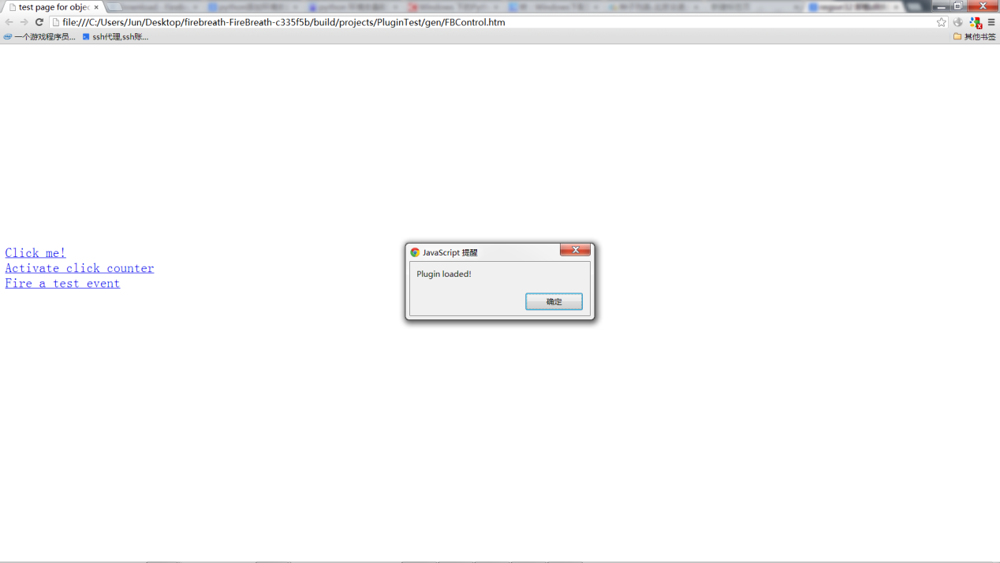 test page for objec
file:///C:/Users/Jun/Desktop/firebreath-FireBreath-c335f5b/build/projects/PluginTest/gen/FBControl.htm
一个游戏程序员... ssh代理,ssh账... 其他书签
Click me!
Activate click counter
Fire a test event
JavaScript 提醒
Plugin loaded!
确定